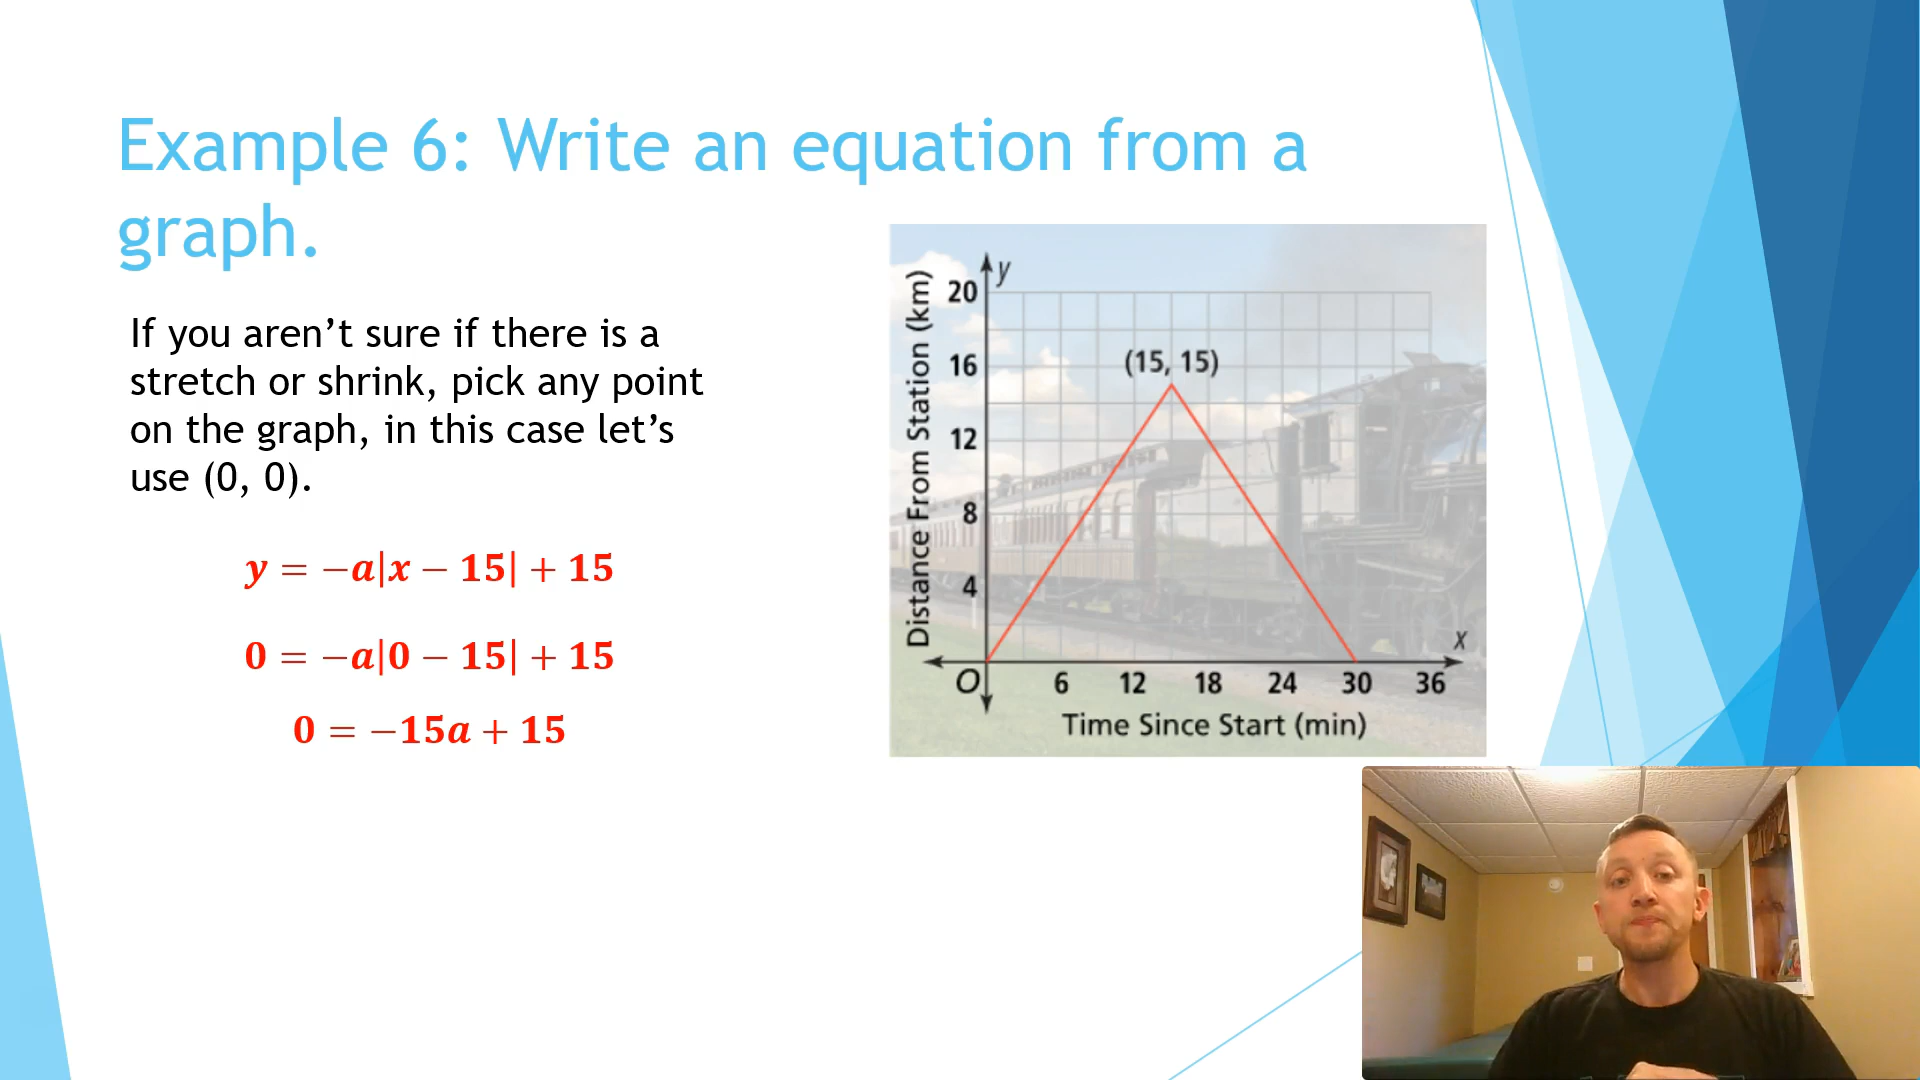 Example 6: Write an equation from a
graph.
If you aren’t sure if there is a
stretch or shrink, pick any point
on the graph, in this case let’s
use (0, 0).
y = −a|x − 15| + 15
0 = −a|0 − 15| + 15
0 = −15a + 15
Distance From Station (km)
y
20
16
12
8
4
(15, 15)
x
O
6 12 18 24 30 36
Time Since Start (min)